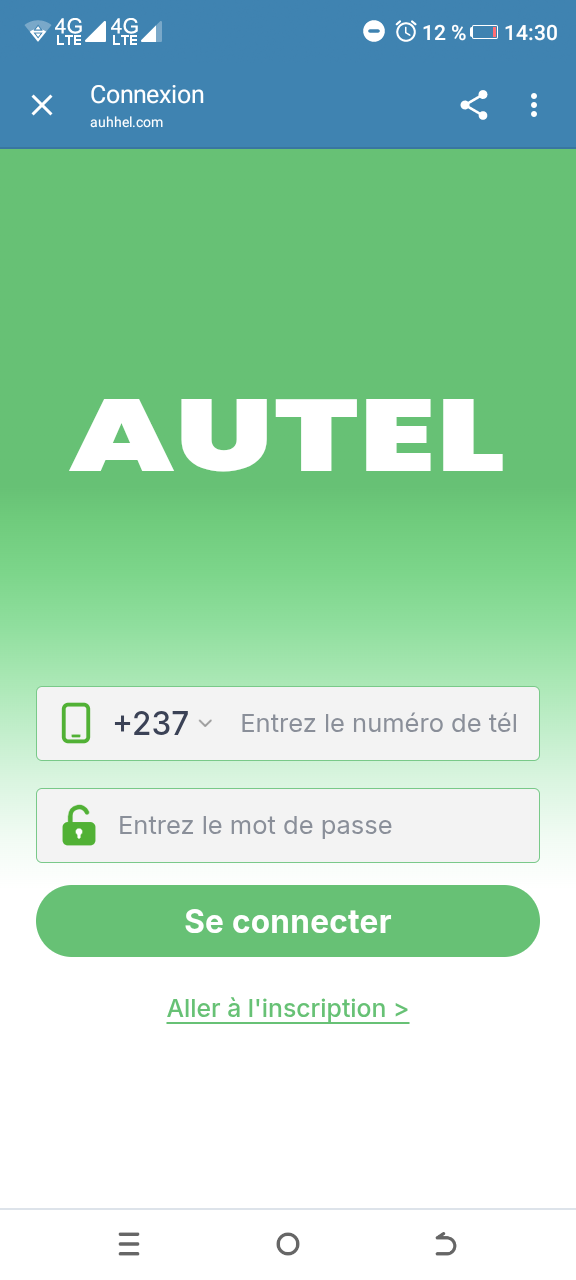 4G LTE 4G LTE 12 % 14:30
Connexion
auhhel.com
AUTEL
+237 Entrez le numéro de tél
Entrez le mot de passe
Se connecter
Aller à l'inscription >